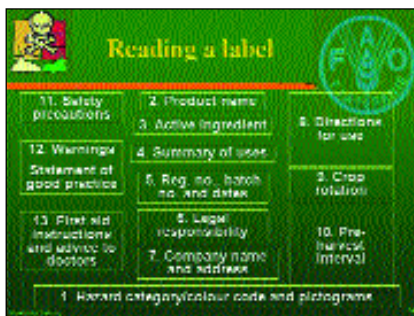 Reading a label
FAO
11. Safety
precautions
12. Warnings
Statement of
good practice
13. First aid
instructions
and advice to
doctors
2. Product name
3. Active ingredient
4. Summary of uses
5. Reg. no., batch
no. and dates
6. Legal
responsibility
7. Company name
and address
8. Directions
for use
9. Crop
rotation
10. Pre-
harvest
interval
1. Hazard category/colour code and pictograms